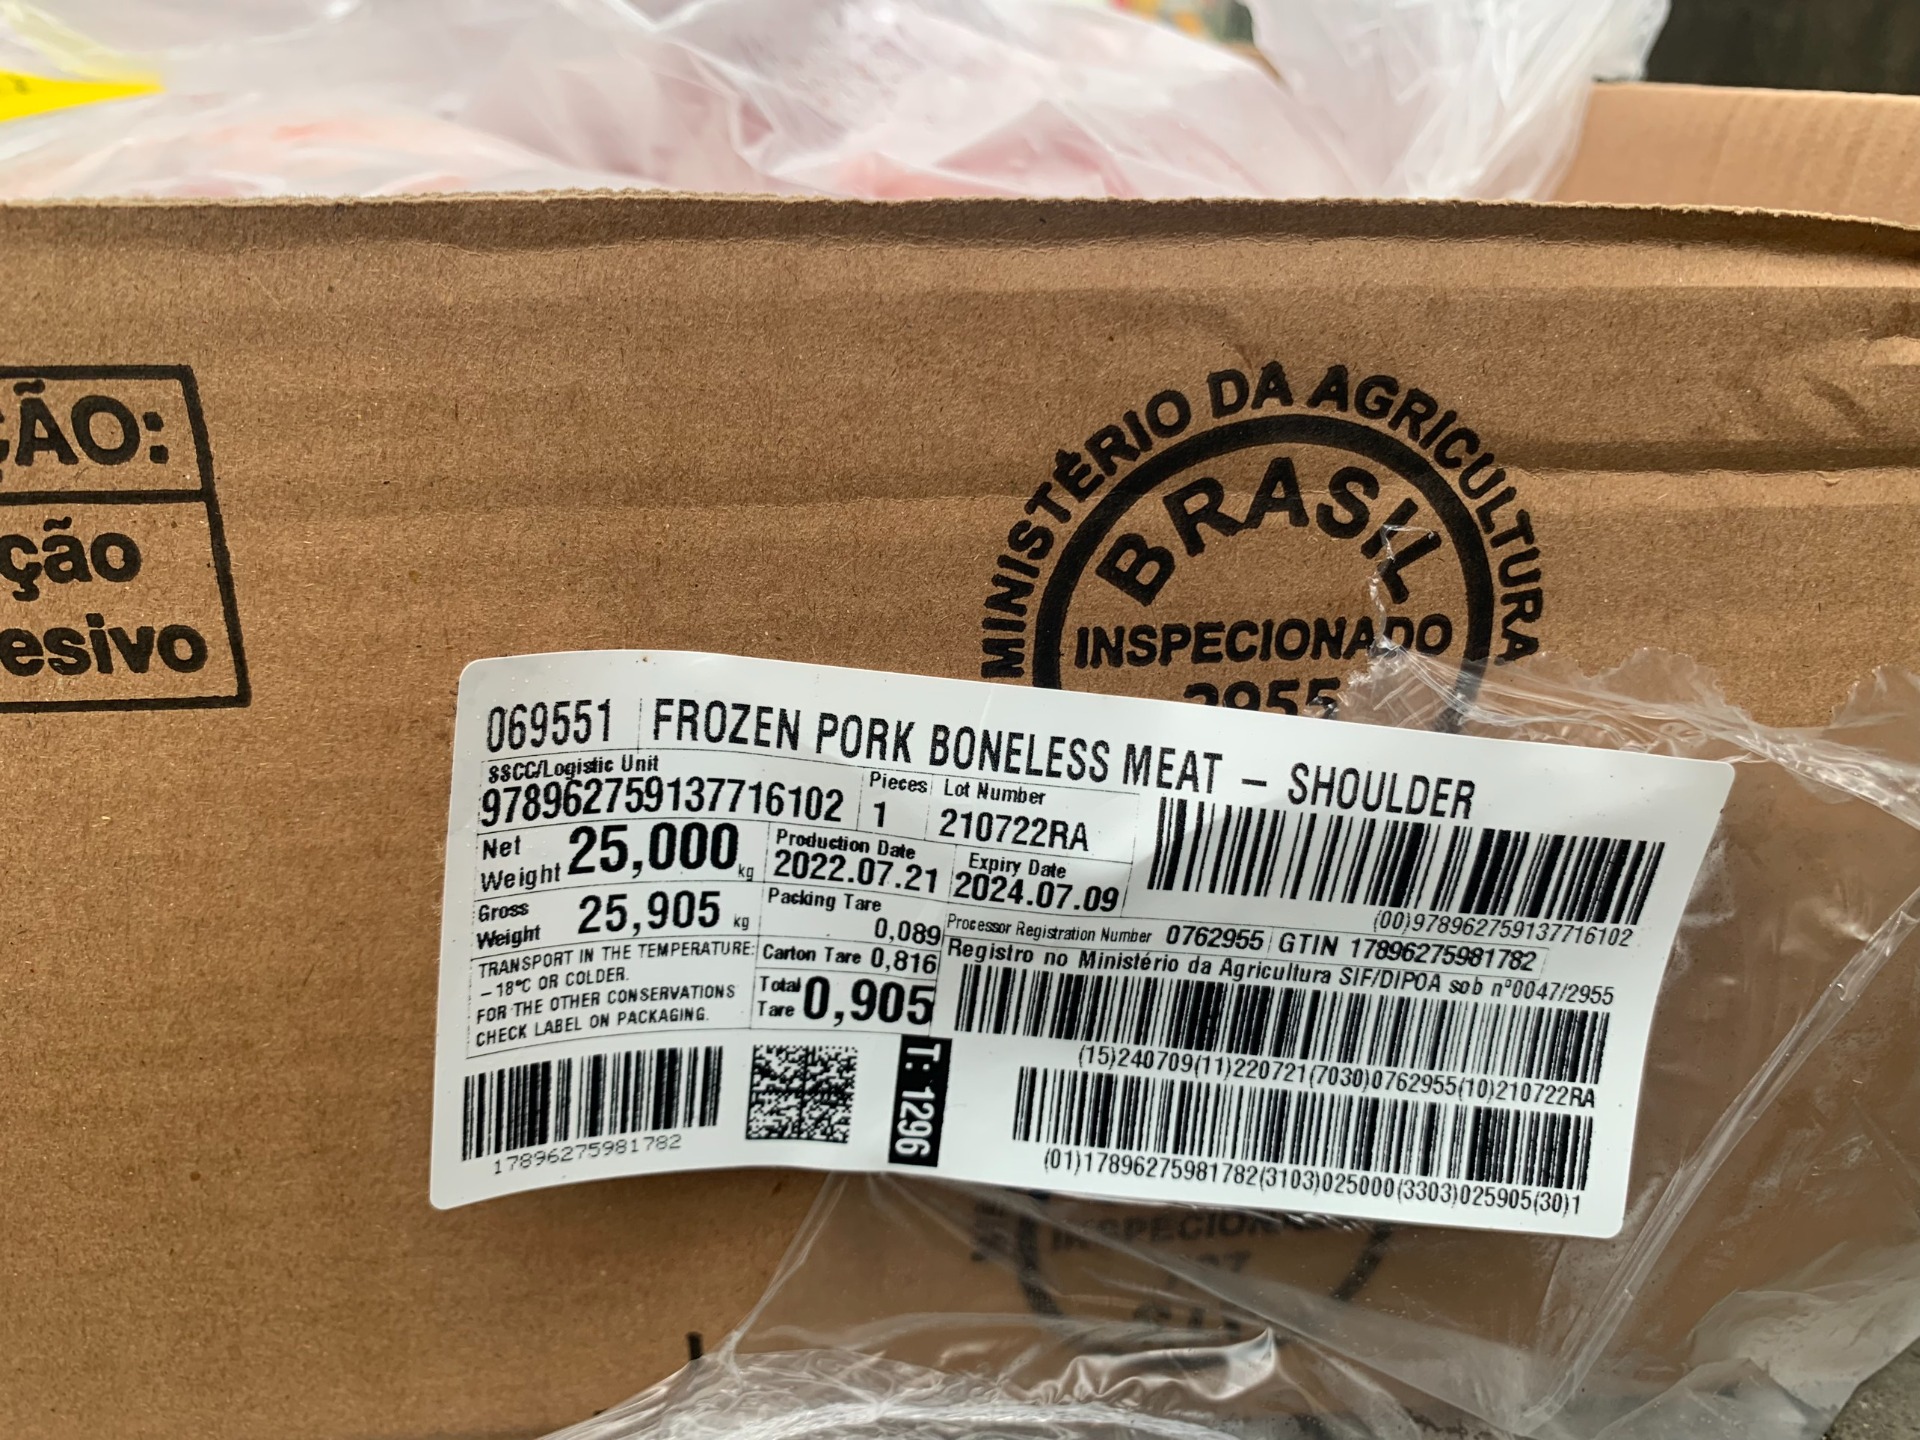 ÇÃO:
ção
esivo
MINISTÉRIO DA AGRICULTURA
BRASIL
INSPECIONADO
2955
069551 FROZEN PORK BONELESS MEAT - SHOULDER
SSCC/Logistic Unit
978962759137716102
Pieces
1
Lot Number
210722RA
Net Weight 25,000 kg
Production Date
2022.07.21
Expiry Date
2024.07.09
(00)978962759137716102
Gross Weight 25,905 kg
Packing Tare
0,089
Processor Registration Number 0762955 GTIN 17896275981782
Carton Tare 0,816
Registro no Ministério da Agricultura SIF/DIPOA sob nº0047/2955
Total Tare 0,905
TRANSPORT IN THE TEMPERATURE:
-18°C OR COLDER.
FOR THE OTHER CONSERVATIONS
CHECK LABEL ON PACKAGING.
(15)240709(11)220721(7030)0762955(10)210722RA
17896275981782
T: 1296
(01)17896275981782(3103)025000(3303)025905(30)1
INSPECIONADO